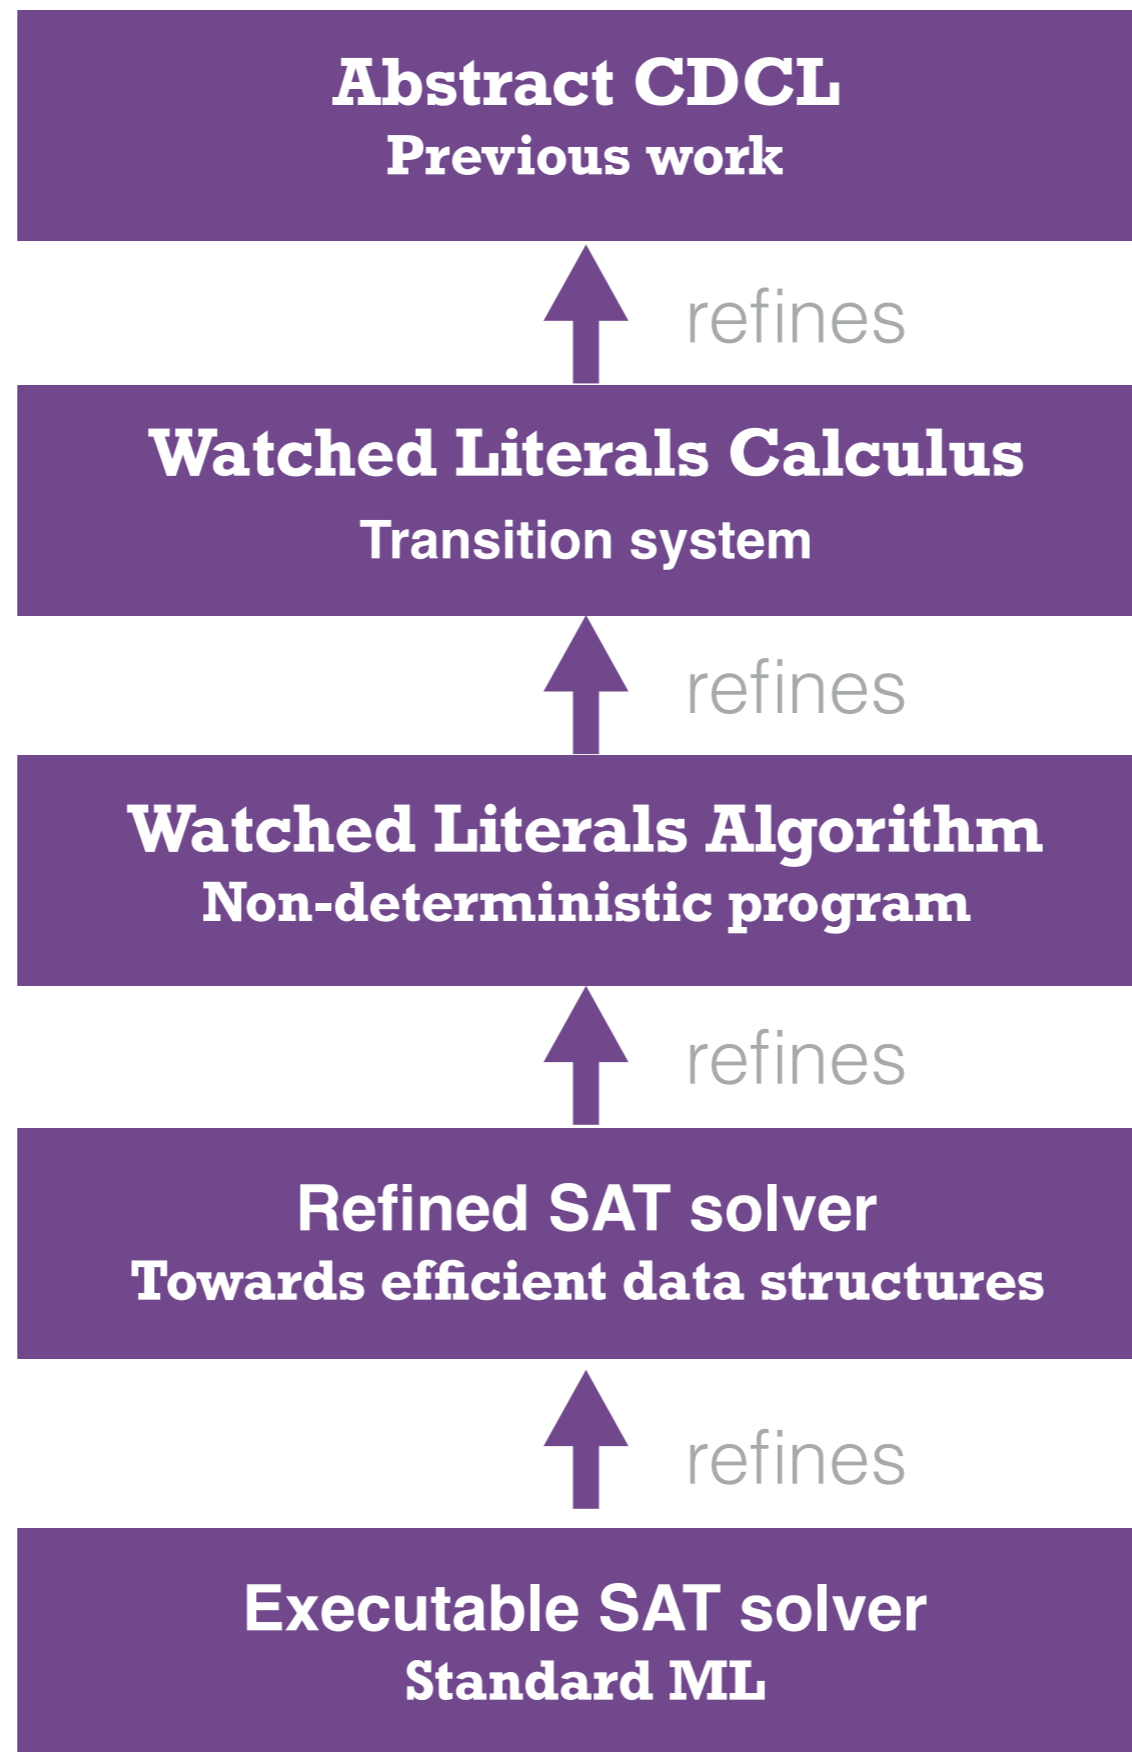 Abstract CDCL
Previous work
refines
Watched Literals Calculus
Transition system
refines
Watched Literals Algorithm
Non-deterministic program
refines
Refined SAT solver
Towards efficient data structures
refines
Executable SAT solver
Standard ML